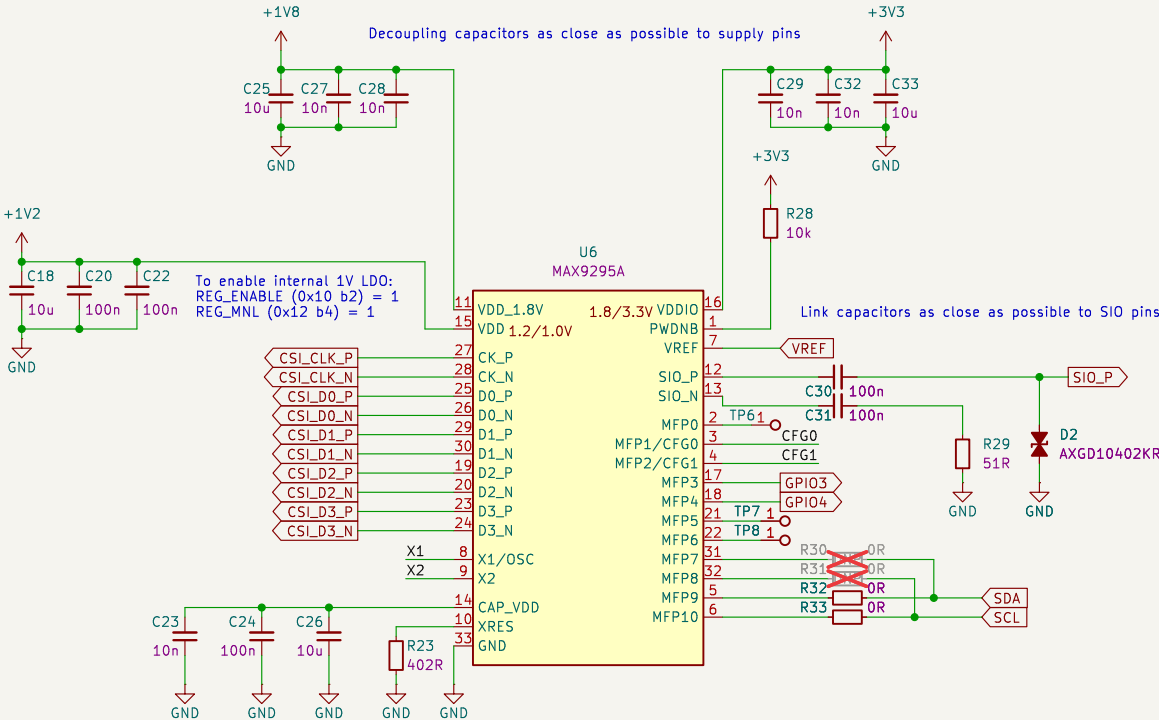 +1V8
Decoupling capacitors as close as possible to supply pins
+3V3
C25
10u
C27
10n
C28
10n
GND
C29
10n
C32
10n
C33
10u
GND
+3V3
R28
10k
+1V2
C18
10u
C20
100n
C22
100n
GND
To enable internal 1V LDO:
REG_ENABLE (0x10 b2) = 1
REG_MNL (0x12 b4) = 1
U6
MAX9295A
Link capacitors as close as possible to SIO pins
11 VDD_1.8V
1.8/3.3V VDDIO 16
15 VDD 1.2/1.0V
PWDNB 1
VREF 7 VREF
CSI_CLK_P 27 CK_P
CSI_CLK_N 28 CK_N
CSI_D0_P 25 D0_P
CSI_D0_N 26 D0_N
CSI_D1_P 29 D1_P
CSI_D1_N 30 D1_N
CSI_D2_P 19 D2_P
CSI_D2_N 20 D2_N
CSI_D3_P 23 D3_P
CSI_D3_N 24 D3_N
X1 8 X1/OSC
X2 9 X2
14 CAP_VDD
10 XRES
33 GND
SIO_P 12
C30 100n
SIO_P
SIO_N 13
C31 100n
MFP0 2 TP6 1
MFP1/CFG0 3 CFG0
MFP2/CFG1 4 CFG1
MFP3 17 GPIO3
MFP4 18 GPIO4
MFP5 21 TP7 1
MFP6 22 TP8 1
MFP7 31 R30 0R
MFP8 32 R31 0R
MFP9 5 R32 0R SDA
MFP10 6 R33 0R SCL
R29
51R
GND
D2
AXGD10402KR
GND
C23
10n
GND
C24
100n
GND
C26
10u
GND
R23
402R
GND
GND